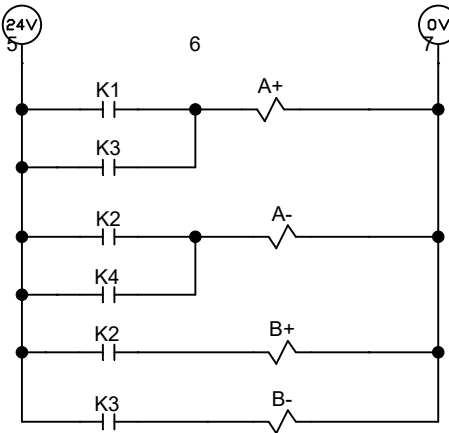 24V 0V
5 6 7
K1 A+
K3
K2 A-
K4
K2 B+
K3 B-